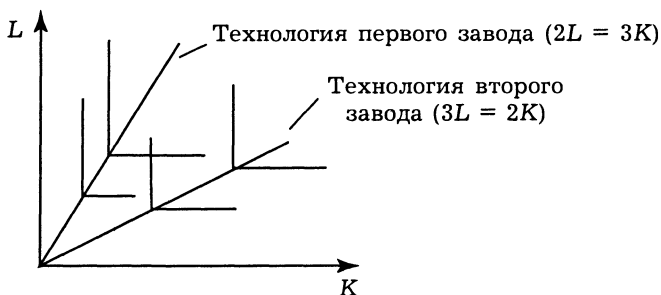 L
Технология первого завода (2L = 3K)
Технология второго
завода (3L = 2K)
K